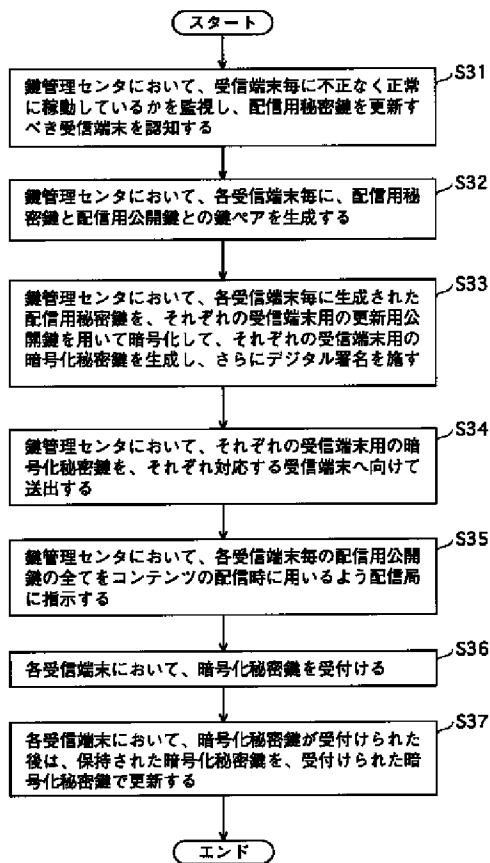 スタート
S31
鍵管理センタにおいて、受信端末毎に不正なく正常
に稼動しているかを監視し、配信用秘密鍵を更新す
べき受信端末を認知する
S32
鍵管理センタにおいて、各受信端末毎に、配信用秘
密鍵と配信用公開鍵との鍵ペアを生成する
S33
鍵管理センタにおいて、各受信端末毎に生成された
配信用秘密鍵を、それぞれの受信端末用の更新用公
開鍵を用いて暗号化して、それぞれの受信端末用の
暗号化秘密鍵を生成し、さらにデジタル署名を施す
S34
鍵管理センタにおいて、それぞれの受信端末用の暗
号化秘密鍵を、それぞれ対応する受信端末へ向けて
送出する
S35
鍵管理センタにおいて、各受信端末毎の配信用公開
鍵の全てをコンテンツの配信時に用いるよう配信局
に指示する
S36
各受信端末において、暗号化秘密鍵を受付ける
S37
各受信端末において、暗号化秘密鍵が受付けられた
後は、保持された暗号化秘密鍵を、受付けられた暗
号化秘密鍵で更新する
エンド